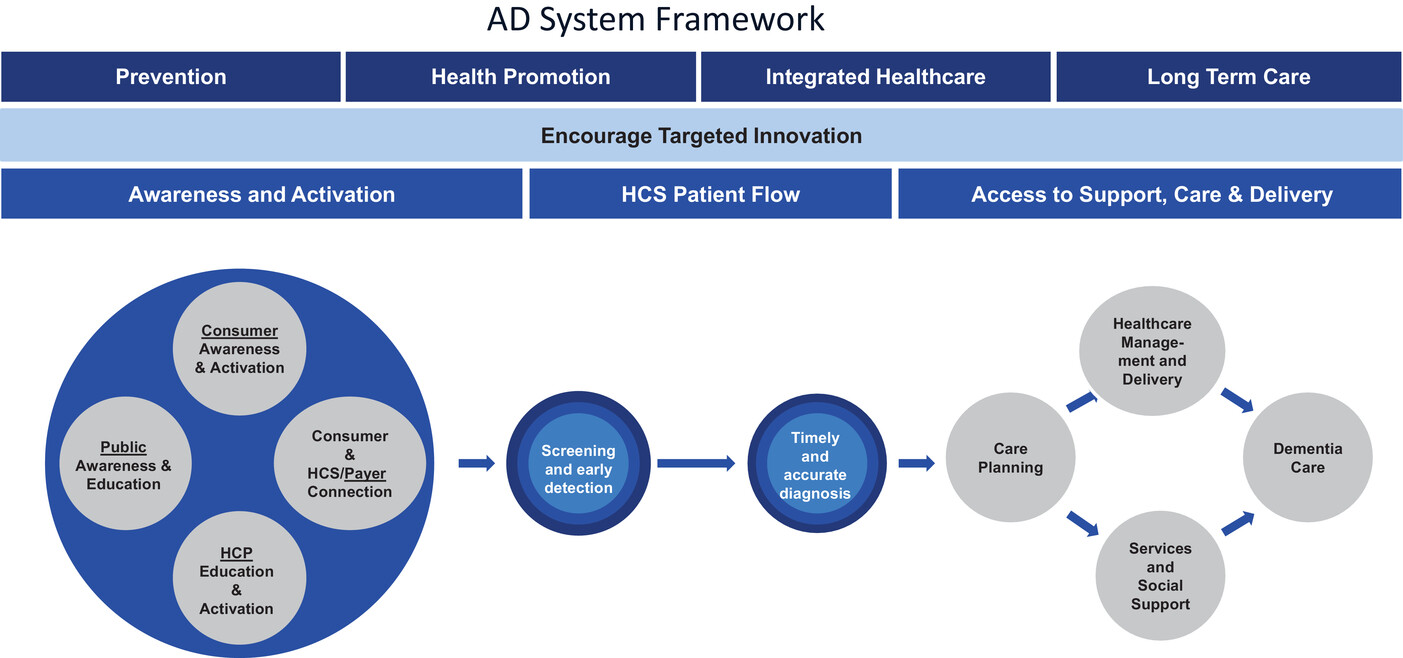 AD System Framework
Prevention
Health Promotion
Integrated Healthcare
Long Term Care
Encourage Targeted Innovation
Awareness and Activation
HCS Patient Flow
Access to Support, Care & Delivery
Consumer
Awareness
& Activation
Public
Awareness &
Education
Consumer
&
HCS/Payer
Connection
HCP
Education
&
Activation
Screening
and early
detection
Timely
and
accurate
diagnosis
Care
Planning
Healthcare
Manage-
ment and
Delivery
Services
and
Social
Support
Dementia
Care